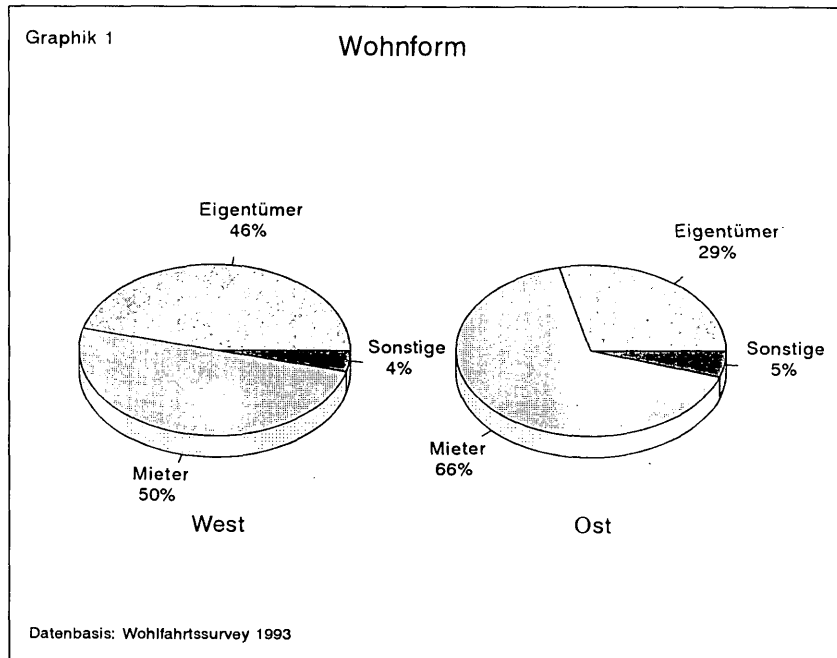 Graphik 1
Wohnform
Eigentümer
46%
Sonstige
4%
Mieter
50%
West
Eigentümer
29%
Sonstige
5%
Mieter
66%
Ost
Datenbasis: Wohlfahrtssurvey 1993